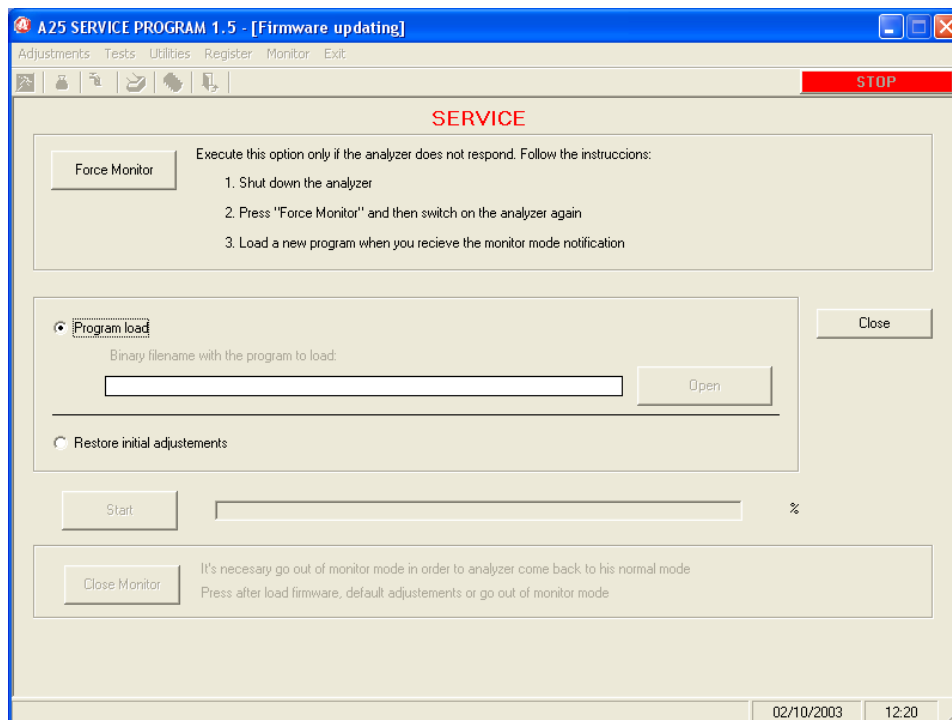 A25 SERVICE PROGRAM 1.5 - [Firmware updating]
Adjustments Tests Utilities Register Monitor Exit
STOP
SERVICE
Force Monitor
Execute this option only if the analyzer does not respond. Follow the instruccions:
1. Shut down the analyzer
2. Press "Force Monitor" and then switch on the analyzer again
3. Load a new program when you recieve the monitor mode notification
Program load
Close
Binary filename with the program to load:
Open
Restore initial adjustements
Start
%
Close Monitor
It's necesary go out of monitor mode in order to analyzer come back to his normal mode
Press after load firmware, default adjustements or go out of monitor mode
02/10/2003 12:20